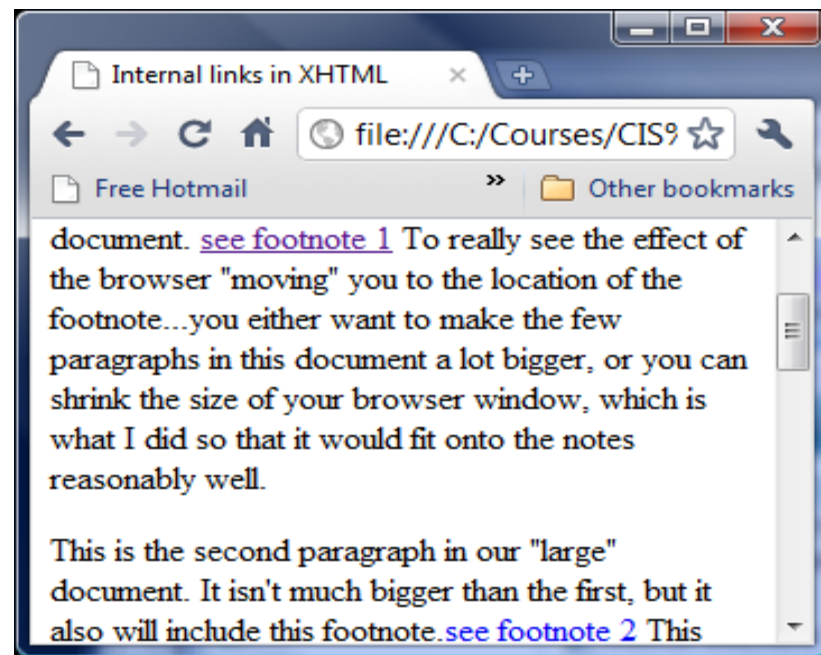 Internal links in XHTML
file:///C:/Courses/CIS9
Free Hotmail » Other bookmarks
document. see footnote 1 To really see the effect of
the browser "moving" you to the location of the
footnote...you either want to make the few
paragraphs in this document a lot bigger, or you can
shrink the size of your browser window, which is
what I did so that it would fit onto the notes
reasonably well.
This is the second paragraph in our "large"
document. It isn't much bigger than the first, but it
also will include this footnote.see footnote 2 This